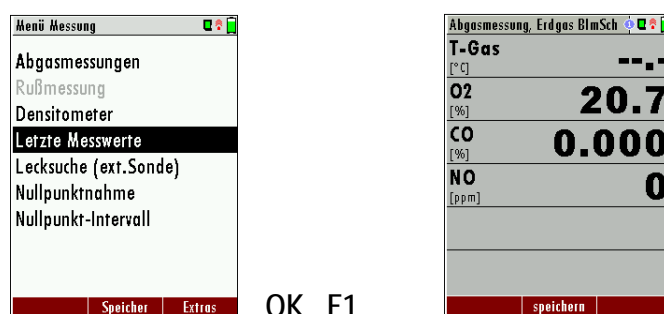 Menü Messung
Abgasmessungen
Rußmessung
Densitometer
Letzte Messwerte
Lecksuche (ext.Sonde)
Nullpunktnahme
Nullpunkt-Intervall
Speicher Extras
OK F1
Abgasmessung, Erdgas BImSch
T-Gas --.-
[°C]
O2 20.7
[%]
CO 0.000
[%]
NO 0
[ppm]
speichern